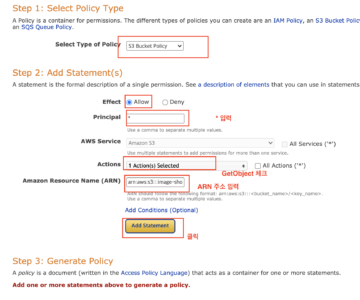 Step 1: Select Policy Type
A Policy is a container for permissions. The different types of policies you can create are an IAM Policy, an S3 Bucket Policy
an SQS Queue Policy.
Select Type of Policy S3 Bucket Policy
Step 2: Add Statement(s)
A statement is the formal description of a single permission. See a description of elements that you can use in statements
Effect Allow Deny
Principal * * 입력
Use a comma to separate multiple values.
AWS Service Amazon S3 All Services ('*')
Use multiple statements to add permissions for more than one service.
Actions 1 Action(s) Selected All Actions ('*')
GetObject 체크
Amazon Resource Name (ARN) arn:aws:s3:::image-sho ARN 주소 입력
ARN should follow the following format: arn:aws:s3:::<bucket_name>/<key_name>.
Use a comma to separate multiple values.
Add Conditions (Optional)
Add Statement
클릭
Step 3: Generate Policy
A policy is a document (written in the Access Policy Language) that acts as a container for one or more statements.
Add one or more statements above to generate a policy.